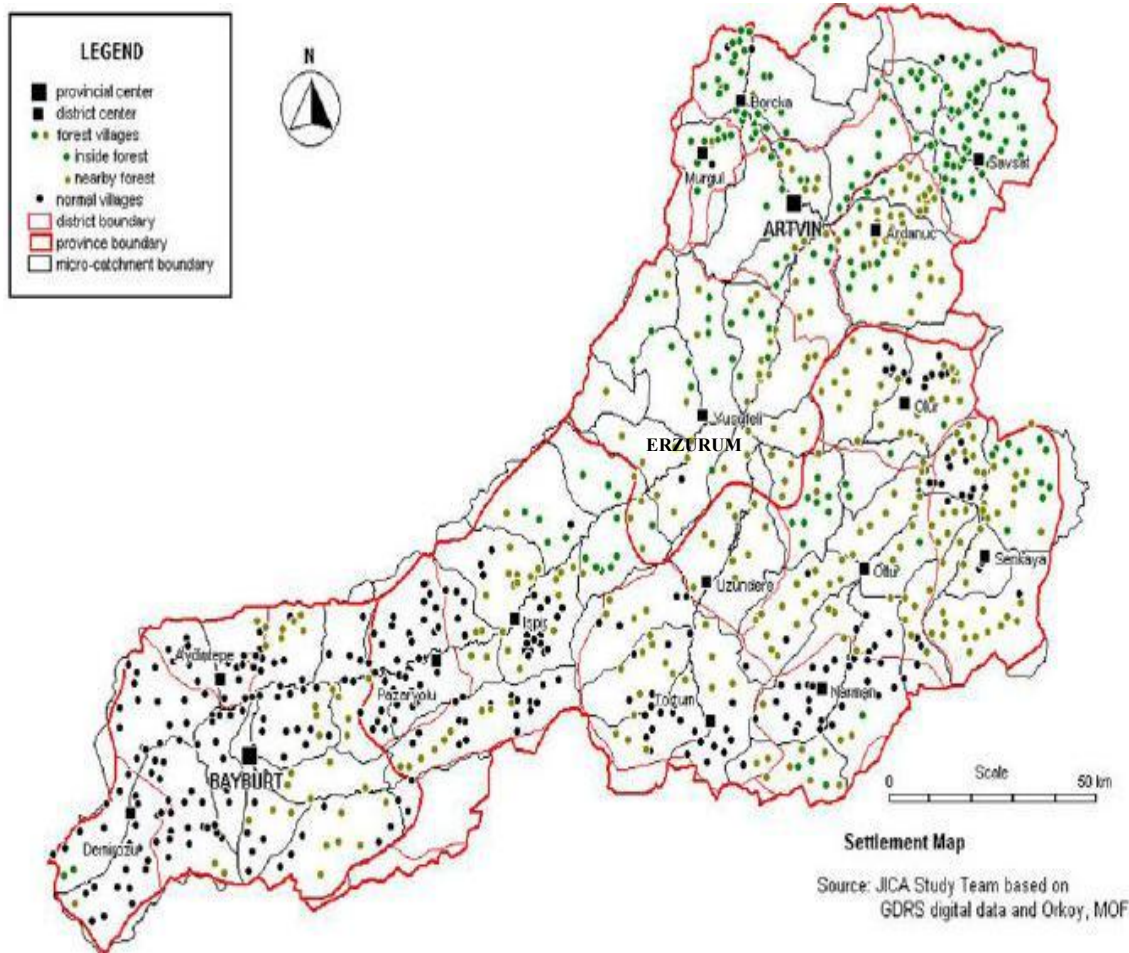 LEGEND
provincial center
district center
forest villages
inside forest
nearby forest
normal villages
district boundary
province boundary
micro-catchment boundary
N
Borcka
Savsat
Murgul
ARTVIN
Ardanuc
Olur
Yusufeli
ERZURUM
Senkaya
Oltu
Uzundere
Ispir
Aydintepe
Pazaryolu
Narman
Tortum
BAYBURT
Demirozu
Scale
0 50 km
Settlement Map
Source: JICA Study Team based on
GDRS digital data and Orkoy, MOF